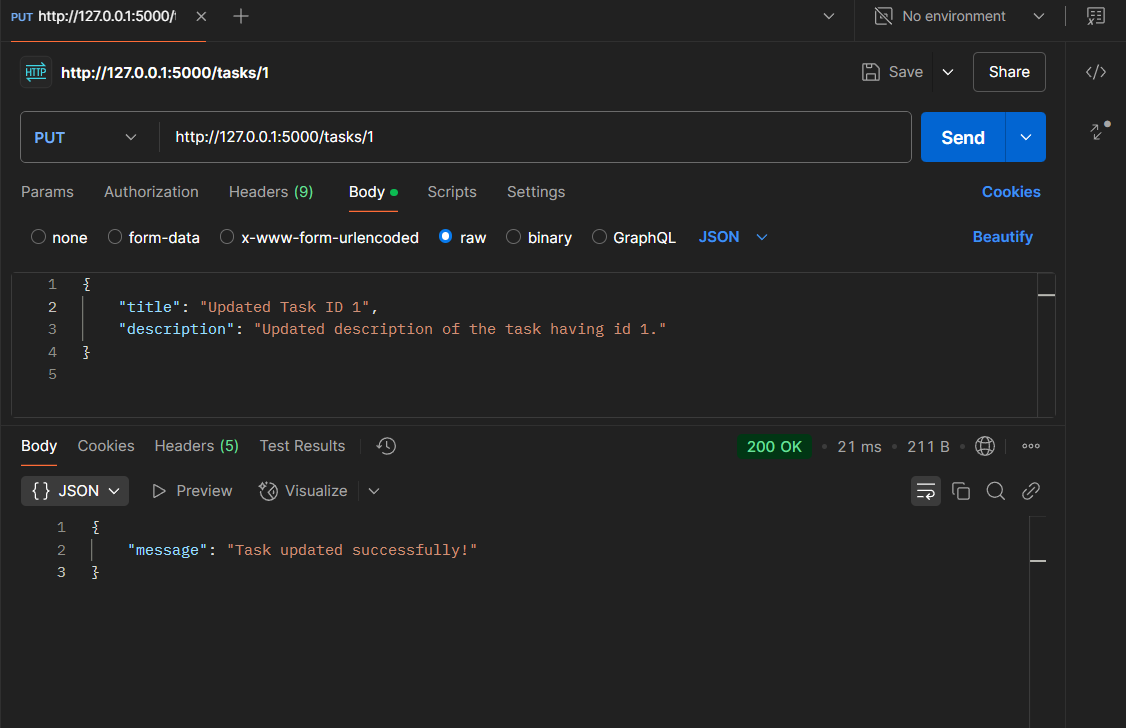 PUT http://127.0.0.1:5000/t
No environment
HTTP http://127.0.0.1:5000/tasks/1
Save
Share
PUT http://127.0.0.1:5000/tasks/1
Send
Params Authorization Headers (9) Body Scripts Settings Cookies
none form-data x-www-form-urlencoded raw binary GraphQL JSON Beautify
1 {
2 "title": "Updated Task ID 1",
3 "description": "Updated description of the task having id 1."
4 }
5
Body Cookies Headers (5) Test Results 200 OK • 21 ms • 211 B •
{} JSON Preview Visualize
1 {
2 "message": "Task updated successfully!"
3 }